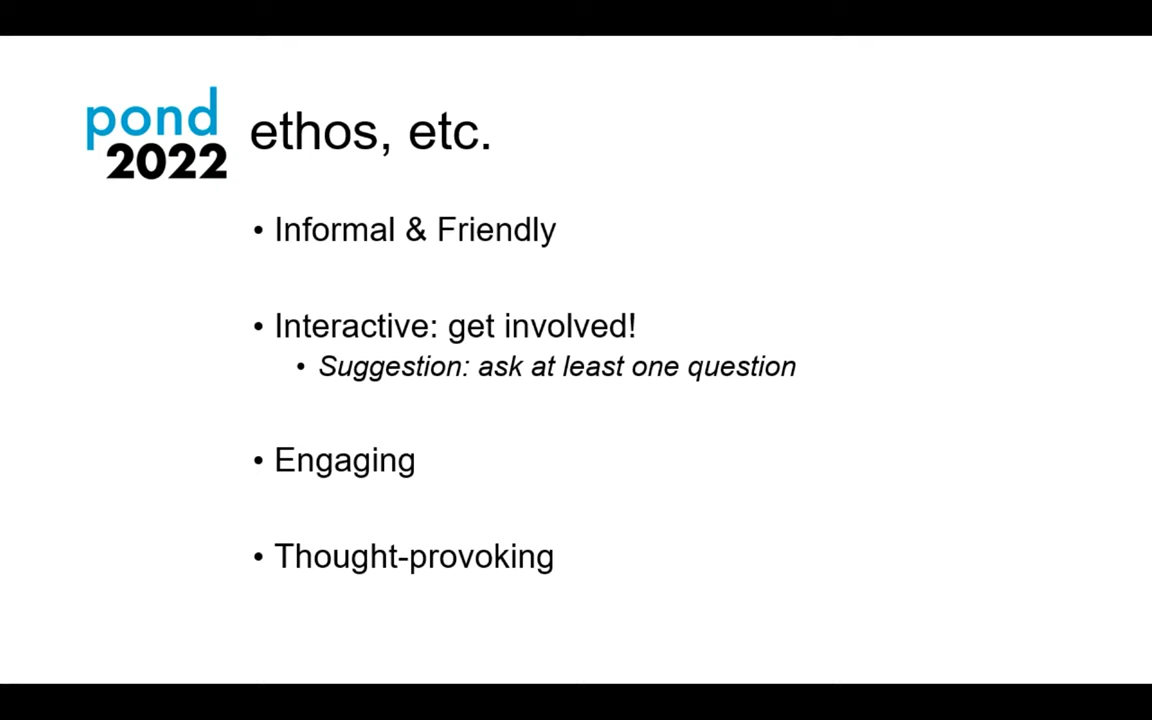 pond
2022
ethos, etc.
• Informal & Friendly
• Interactive: get involved!
• Suggestion: ask at least one question
• Engaging
• Thought-provoking